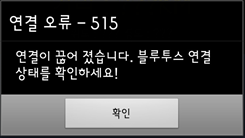 연결 오류 – 515
연결이 끊어 졌습니다. 블루투스 연결
상태를 확인하세요!
확인